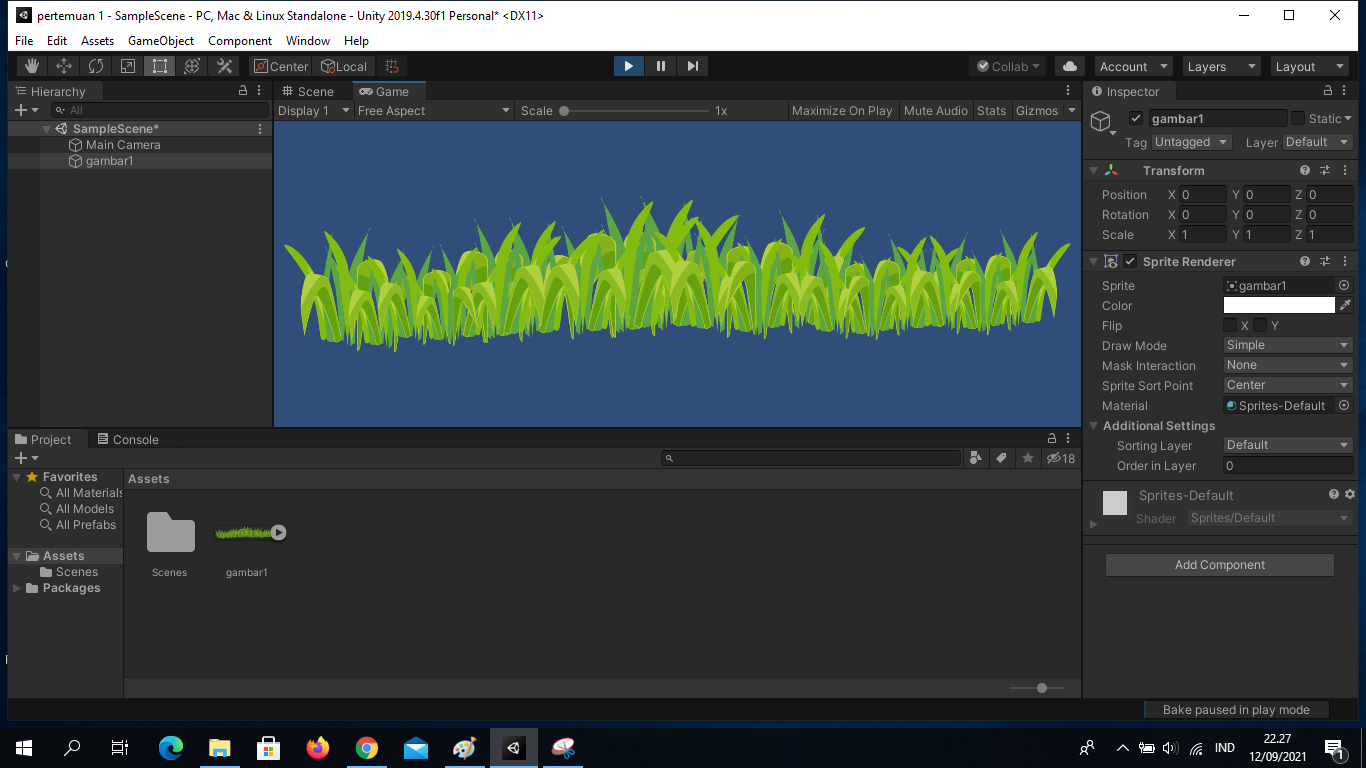 pertemuan 1 - SampleScene - PC, Mac & Linux Standalone - Unity 2019.4.30f1 Personal* <DX11>
File Edit Assets GameObject Component Window Help
Center Local Collab Account Layers Layout
Hierarchy
All
SampleScene*
Main Camera
gambar1
Scene Game
Display 1 Free Aspect Scale 1x Maximize On Play Mute Audio Stats Gizmos
Inspector
gambar1 Static
Tag Untagged Layer Default
Transform
Position X 0 Y 0 Z 0
Rotation X 0 Y 0 Z 0
Scale X 1 Y 1 Z 1
Sprite Renderer
Sprite gambar1
Color
Flip X Y
Draw Mode Simple
Mask Interaction None
Sprite Sort Point Center
Material Sprites-Default
Additional Settings
Sorting Layer Default
Order in Layer 0
Sprites-Default
Shader Sprites/Default
Add Component
Project Console
18
Favorites
All Materials
All Models
All Prefabs
Assets
Scenes
Packages
Assets
Scenes gambar1
Bake paused in play mode
IND
22.27
12/09/2021
1